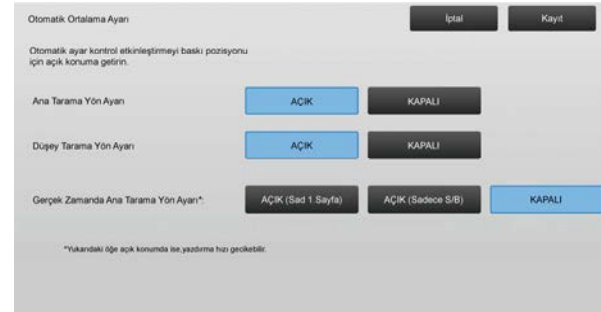 Otomatik Ortalama Ayarı İptal Kayıt
Otomatik ayar kontrol etkinleştirmeyi baskı pozisyonu
için açık konuma getirin.
Ana Tarama Yön Ayarı AÇIK KAPALI
Düşey Tarama Yön Ayarı AÇIK KAPALI
Gerçek Zamanda Ana Tarama Yön Ayarı*: AÇIK (Sad 1.Sayfa) AÇIK (Sadece S/B) KAPALI
*Yukarıdaki öğe açık konumda ise,yazdırma hızı gecikebilir.